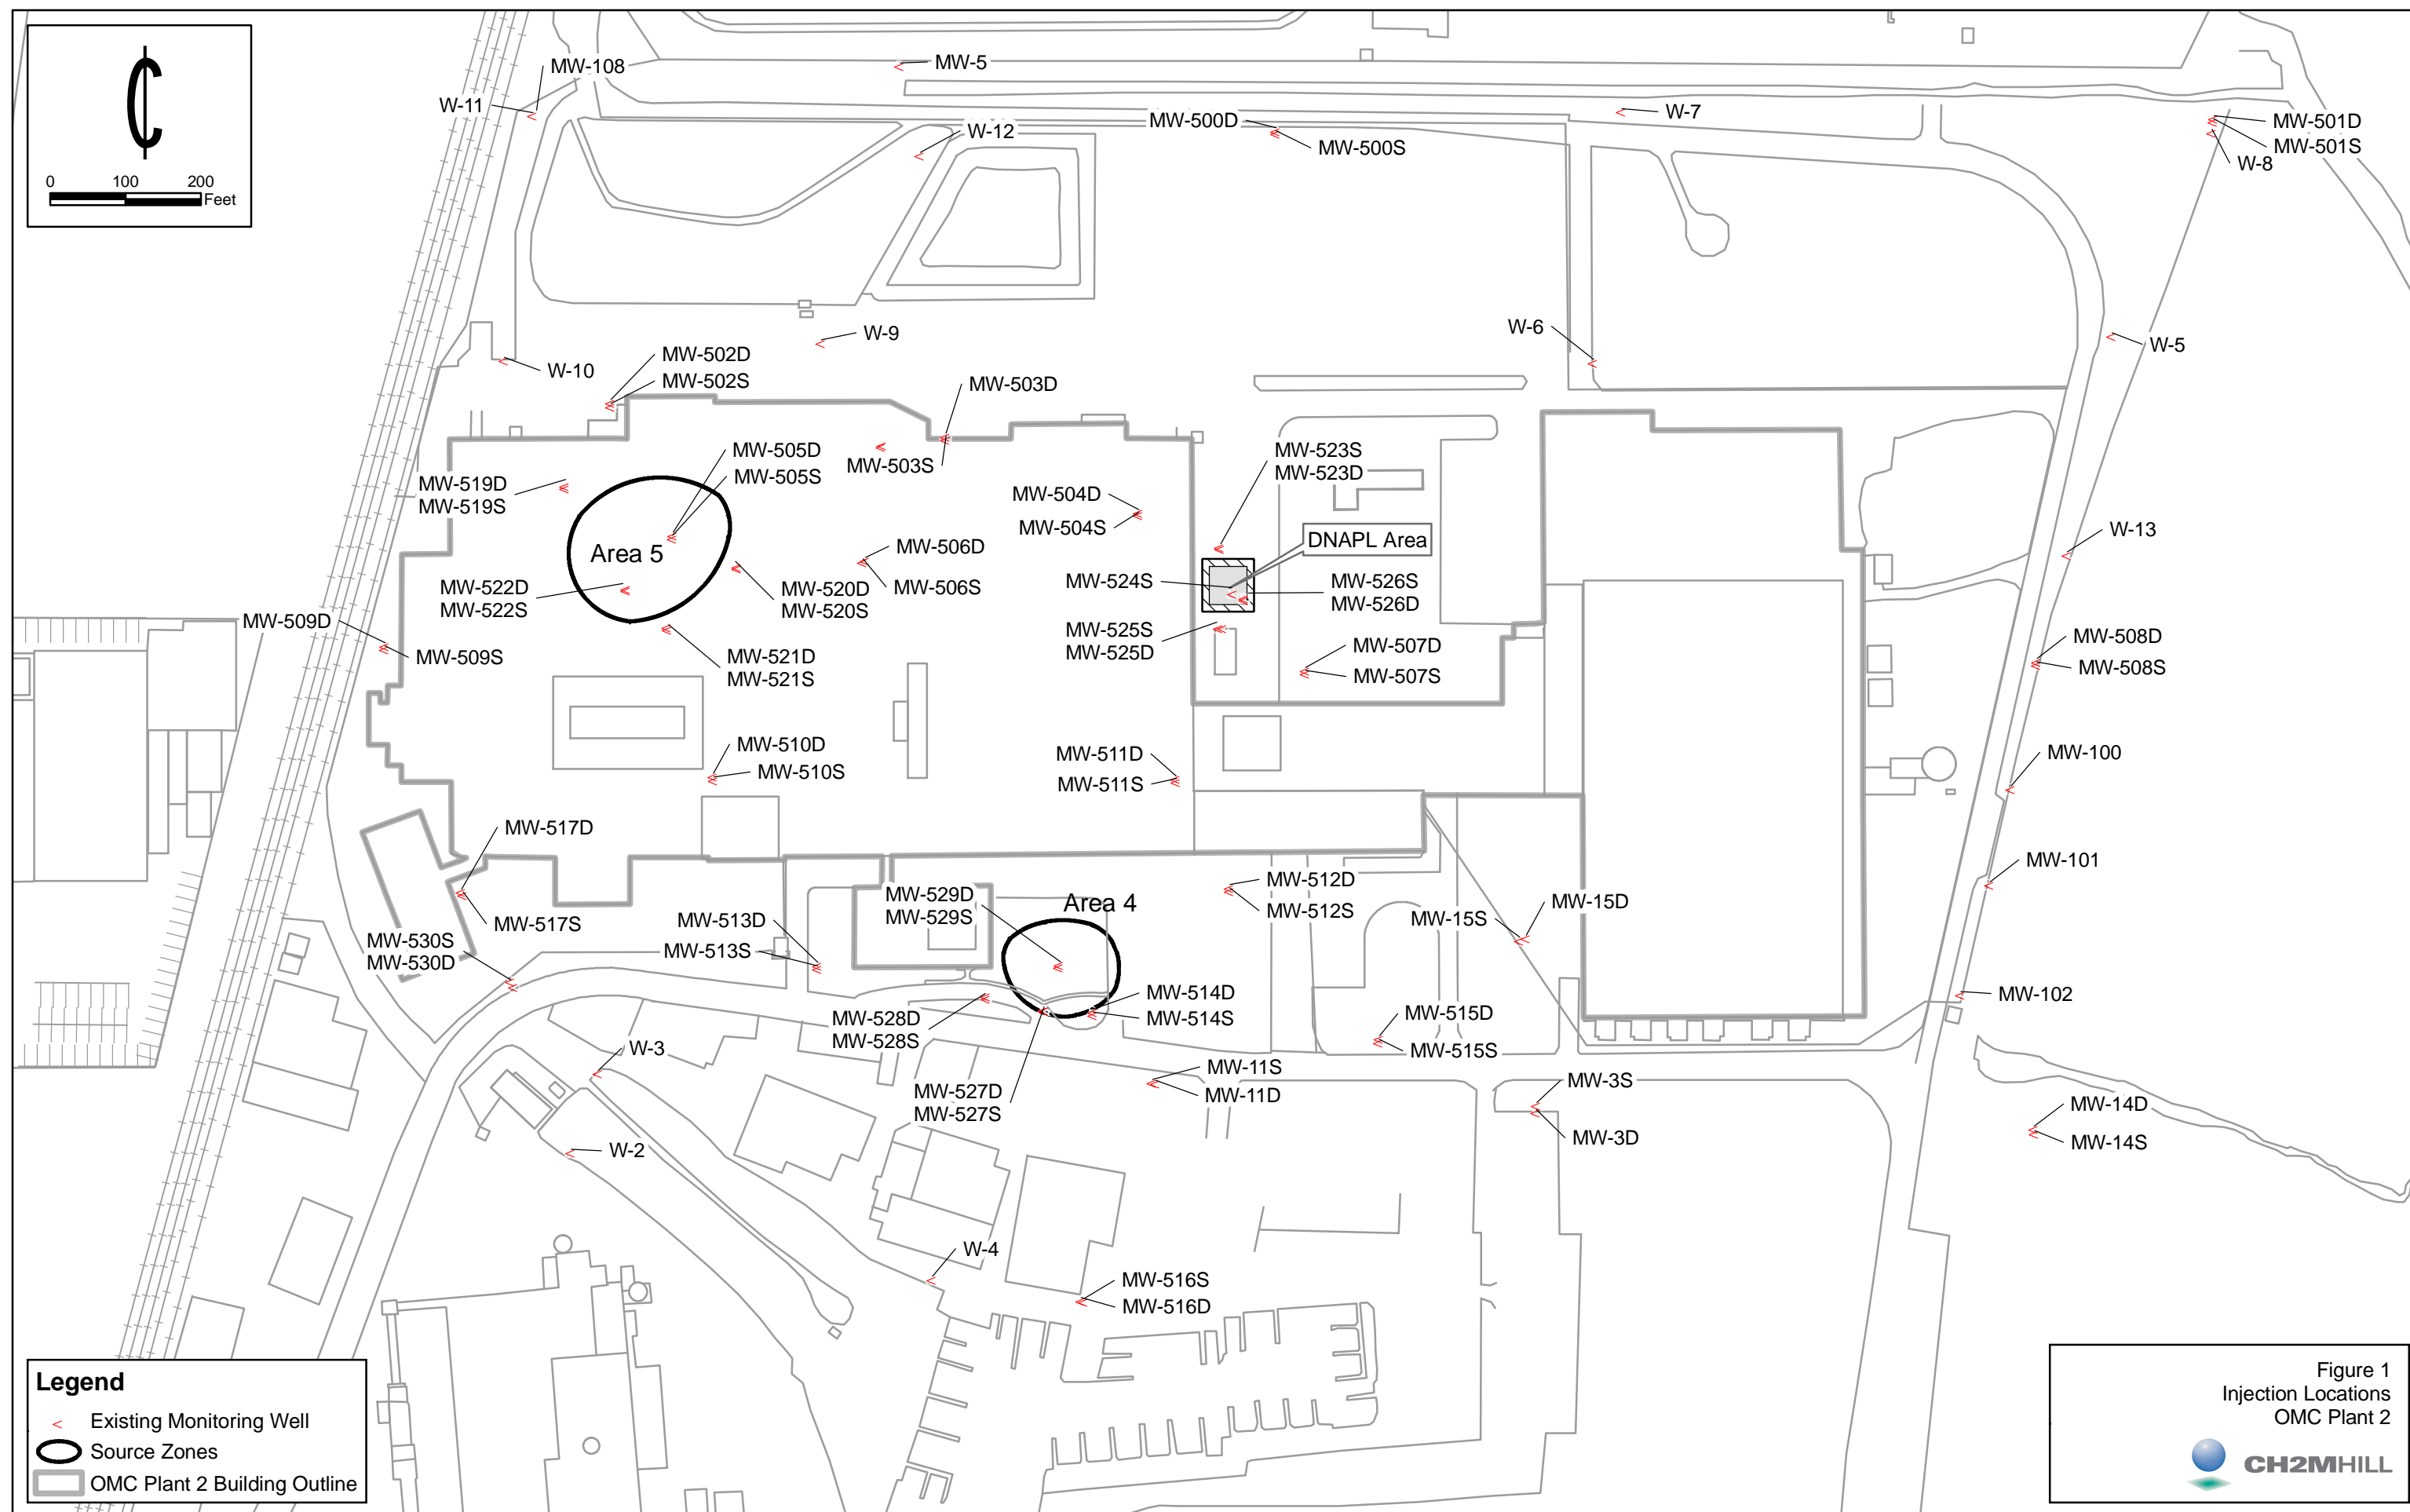 MW-108
MW-5
W-11
W-12
MW-500D
MW-500S
W-7
MW-501D
MW-501S
W-8
0 100 200
Feet
W-9
W-6
W-5
W-10
MW-502D
MW-502S
MW-503D
MW-503S
MW-505D
MW-505S
MW-519D
MW-519S
MW-523S
MW-523D
MW-504D
MW-504S
DNAPL Area
Area 5
MW-506D
MW-506S
W-13
MW-522D
MW-522S
MW-520D
MW-520S
MW-524S
MW-526S
MW-526D
MW-509D
MW-509S
MW-525S
MW-525D
MW-521D
MW-521S
MW-507D
MW-507S
MW-508D
MW-508S
MW-510D
MW-510S
MW-511D
MW-511S
MW-100
MW-517D
MW-517S
MW-101
MW-529D
MW-529S
Area 4
MW-512D
MW-512S
MW-15S
MW-15D
MW-513D
MW-513S
MW-530S
MW-530D
MW-514D
MW-514S
MW-102
MW-528D
MW-528S
MW-515D
MW-515S
W-3
MW-527D
MW-527S
MW-11S
MW-11D
MW-3S
MW-3D
MW-14D
MW-14S
W-2
W-4
MW-516S
MW-516D
Legend
Existing Monitoring Well
Source Zones
OMC Plant 2 Building Outline
Figure 1
Injection Locations
OMC Plant 2
CH2MHILL